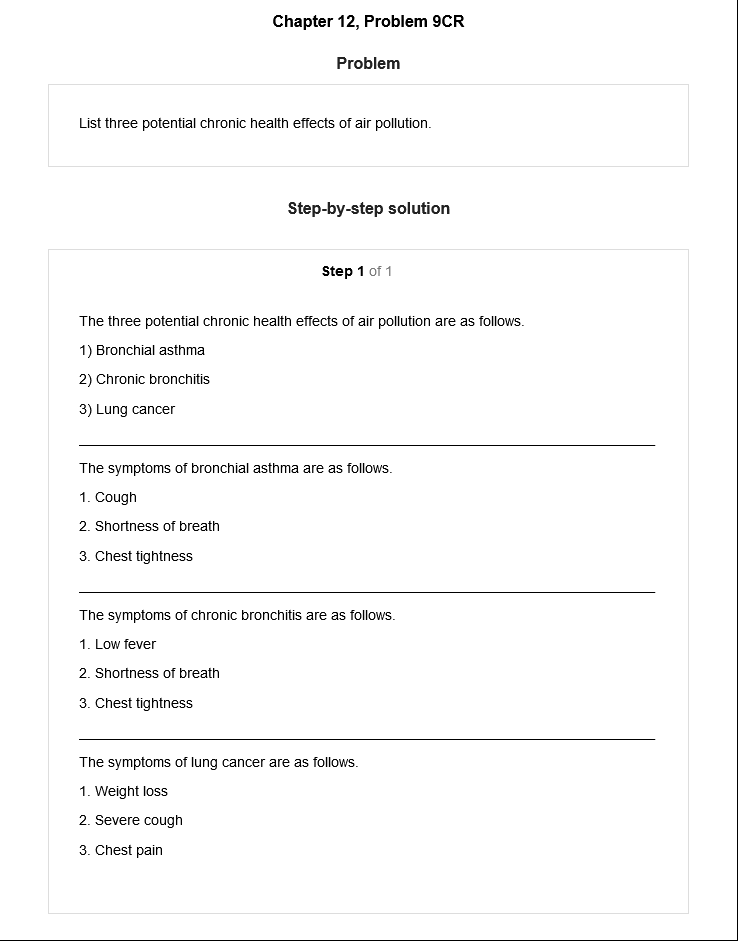 Chapter 12, Problem 9CR
Problem
List three potential chronic health effects of air pollution.
Step-by-step solution
Step 1 of 1
The three potential chronic health effects of air pollution are as follows.
1) Bronchial asthma
2) Chronic bronchitis
3) Lung cancer
The symptoms of bronchial asthma are as follows.
1. Cough
2. Shortness of breath
3. Chest tightness
The symptoms of chronic bronchitis are as follows.
1. Low fever
2. Shortness of breath
3. Chest tightness
The symptoms of lung cancer are as follows.
1. Weight loss
2. Severe cough
3. Chest pain